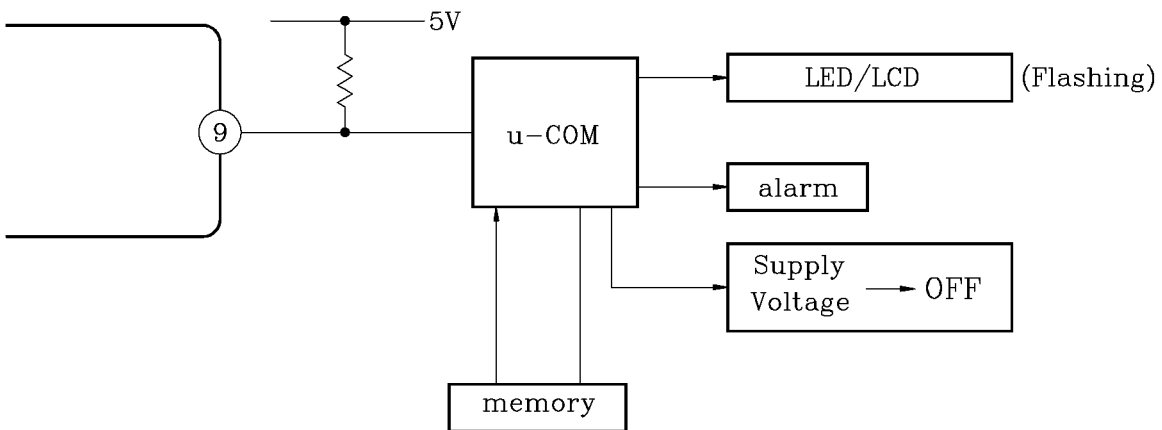 5V
9
u-COM
LED/LCD (Flashing)
alarm
Supply
Voltage OFF
memory